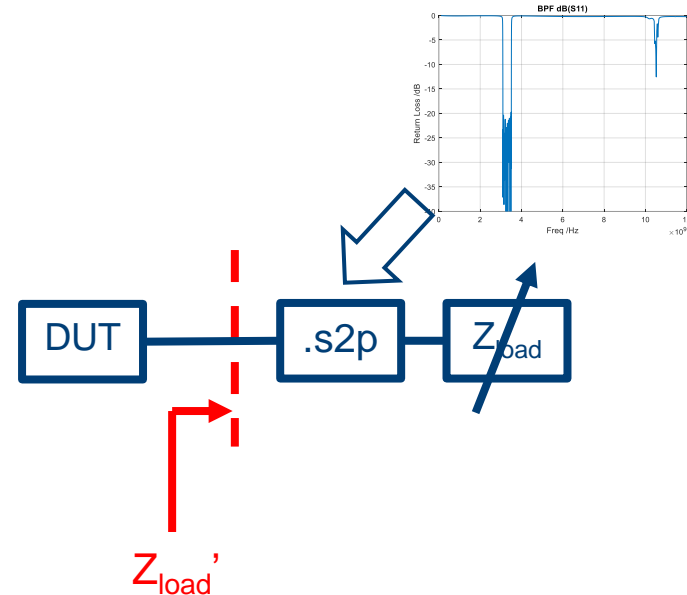 BPF dB(S11)
Return Loss /dB
0
-5
-10
-15
-20
-25
-30
-35
0
2
4
6
8
10
Freq /Hz
×10⁹
DUT
.s2p
Zload
Zload’